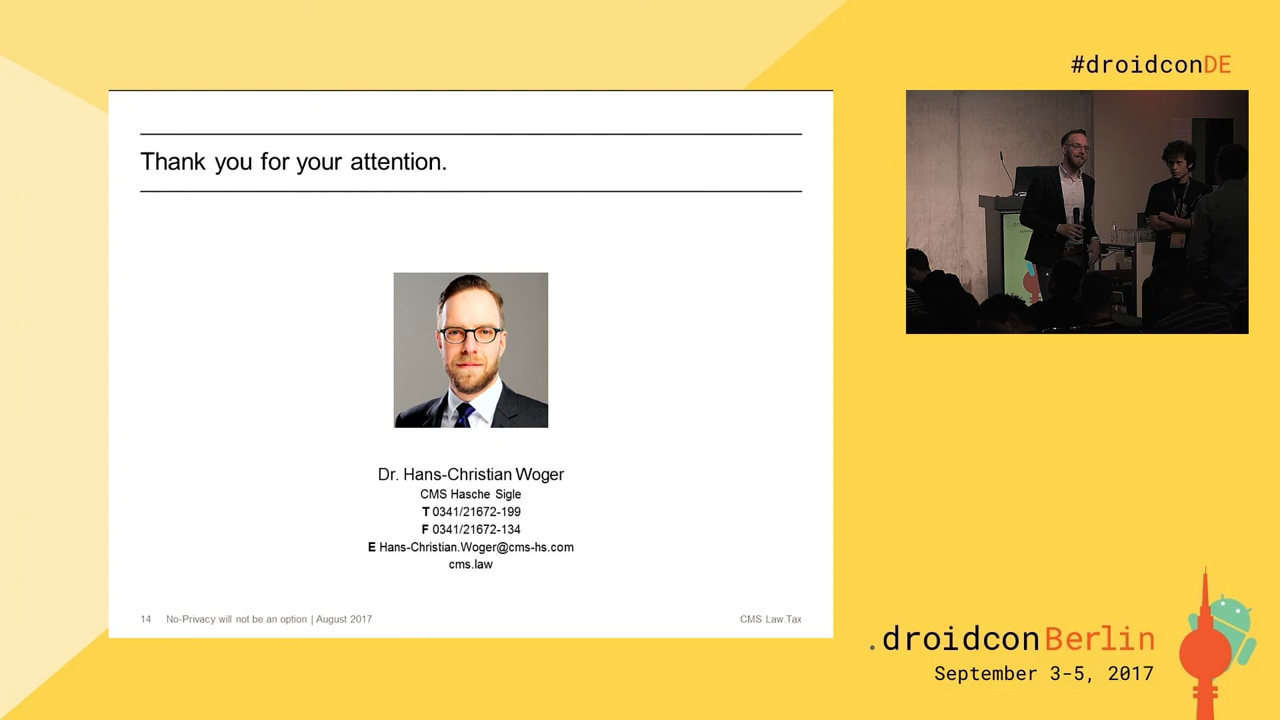 #droidconDE
Thank you for your attention.
Dr. Hans-Christian Woger
CMS Hasche Sigle
T 0341/21672-199
F 0341/21672-134
E Hans-Christian.Woger@cms-hs.com
cms.law
14 No-Privacy will not be an option | August 2017 CMS Law.Tax
.droidconBerlin
September 3-5, 2017